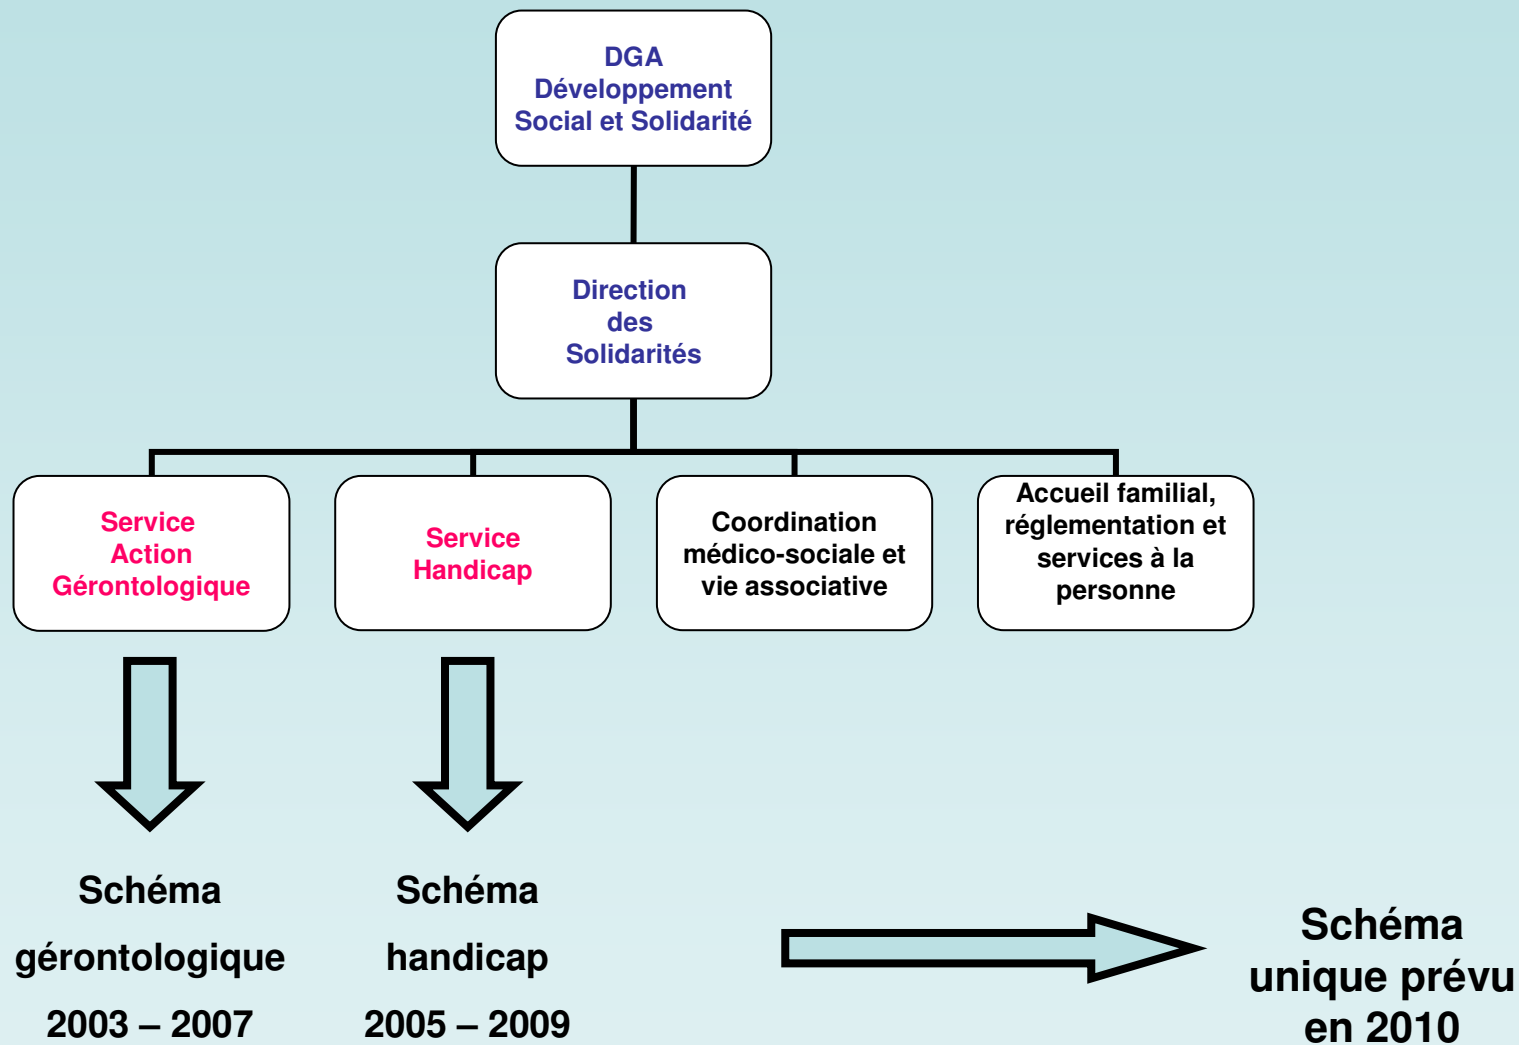 DGA
Développement
Social et Solidarité
Direction
des
Solidarités
Service
Action
Gérontologique
Service
Handicap
Coordination
médico-sociale et
vie associative
Accueil familial,
réglementation et
services à la
personne
Schéma
gérontologique
2003 – 2007
Schéma
handicap
2005 – 2009
Schéma
unique prévu
en 2010